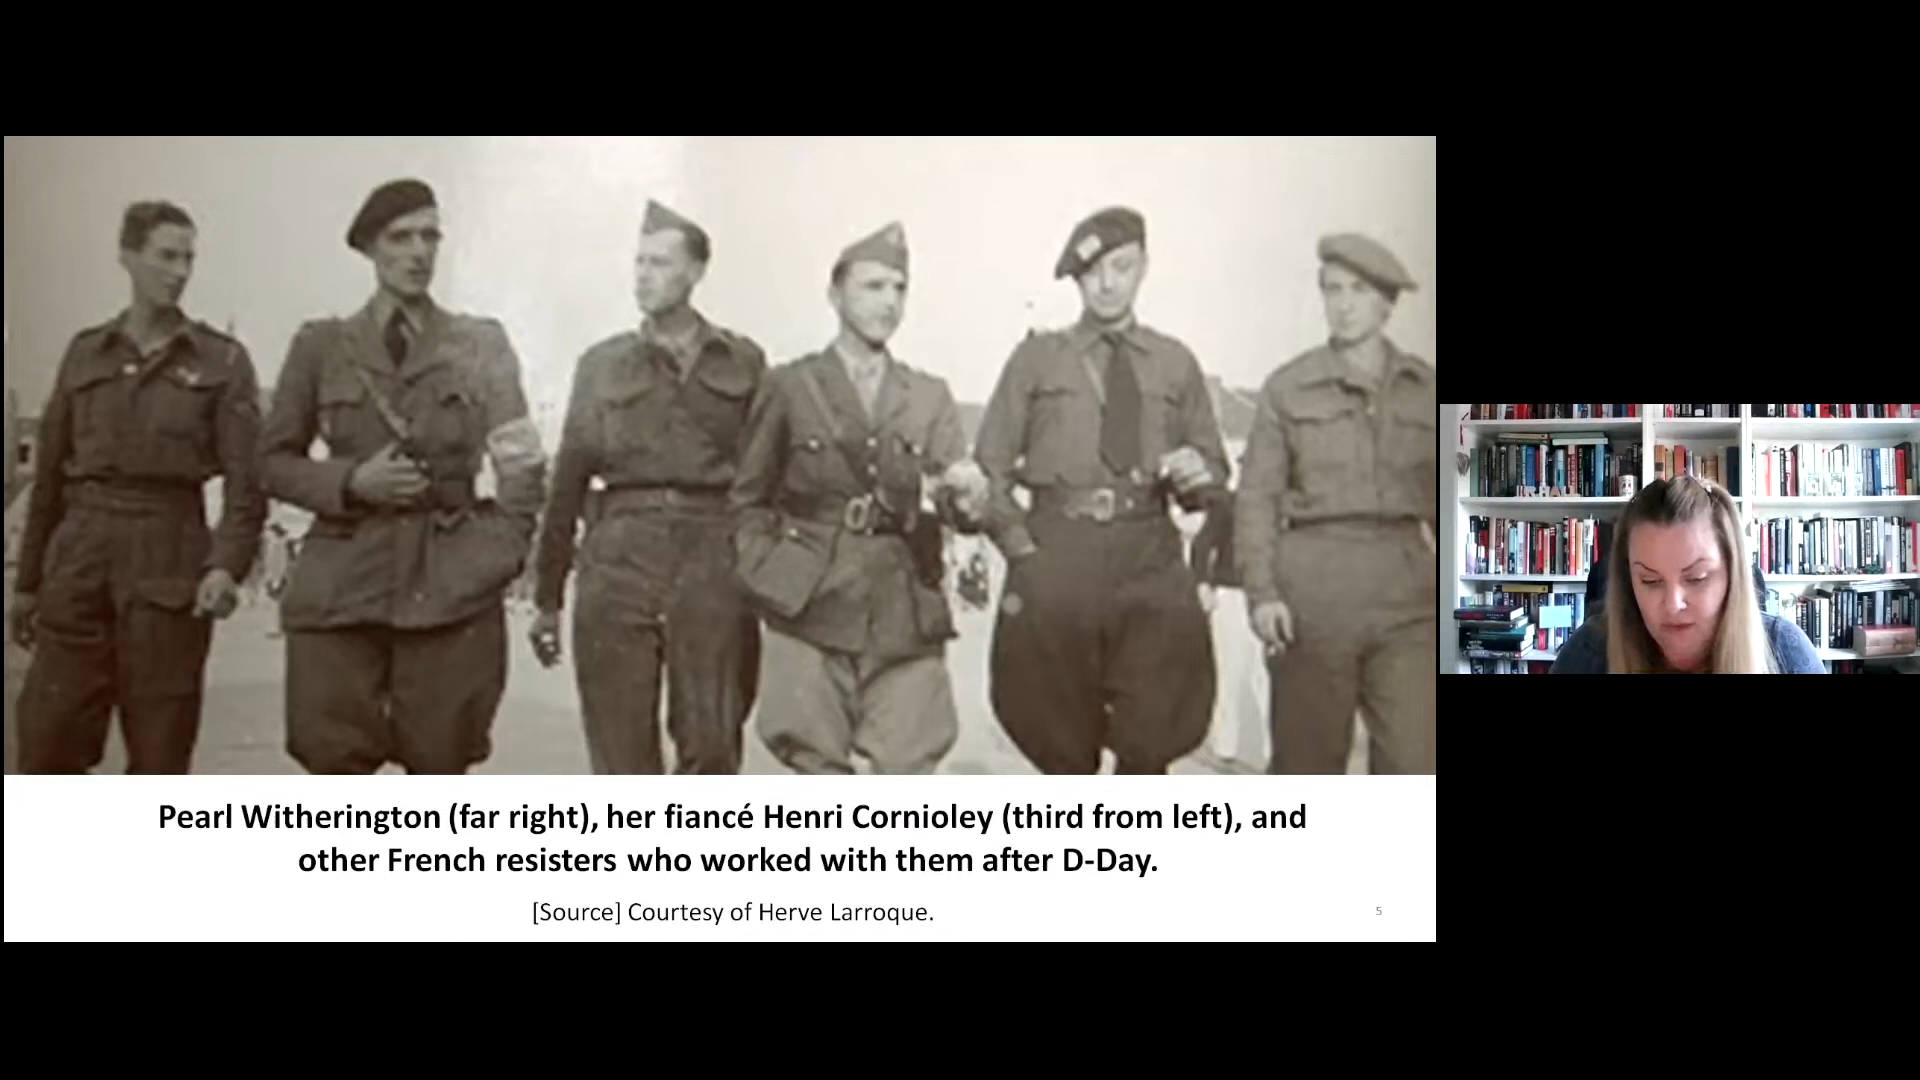 Pearl Witherington (far right), her fiancé Henri Cornioley (third from left), and
other French resisters who worked with them after D-Day.
[Source] Courtesy of Herve Larroque.
5